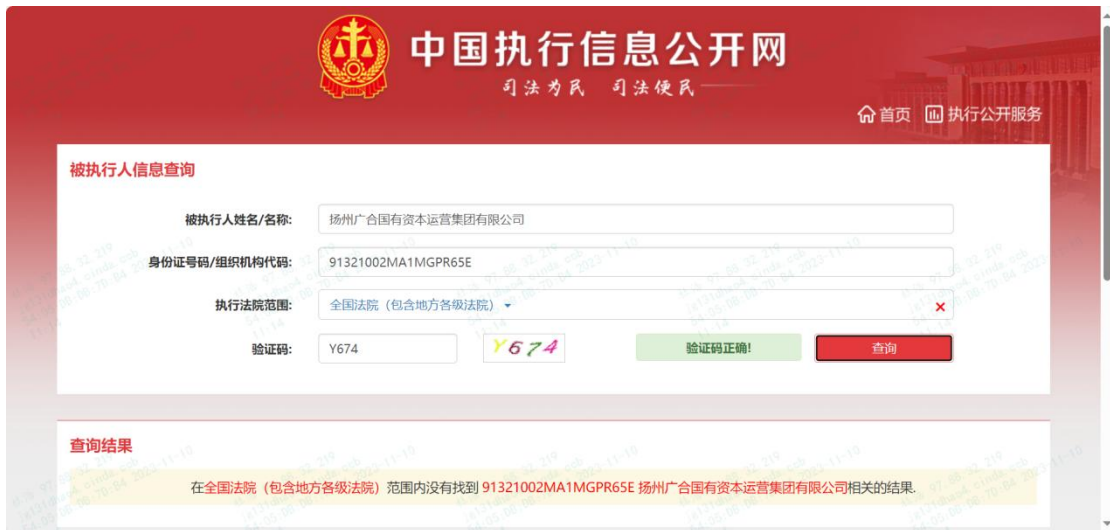 中国执行信息公开网
司法为民 司法便民
首页 执行公开服务
被执行人信息查询
被执行人姓名/名称: 扬州广合国有资本运营集团有限公司
身份证号码/组织机构代码: 91321002MA1MGPR65E
执行法院范围: 全国法院（包含地方各级法院）
验证码: Y674 Y674 验证码正确! 查询
查询结果
在全国法院（包含地方各级法院）范围内没有找到 91321002MA1MGPR65E 扬州广合国有资本运营集团有限公司相关的结果.